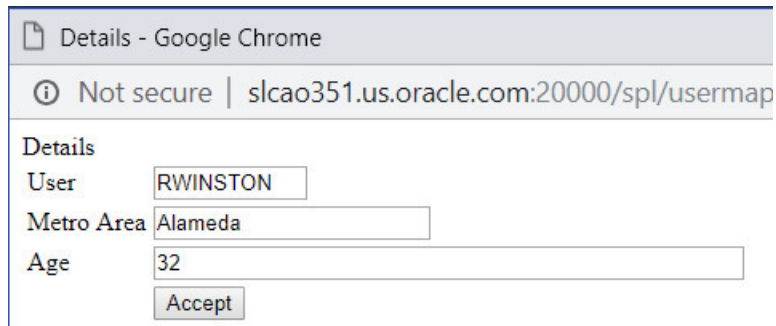 Details - Google Chrome
Not secure | slcao351.us.oracle.com:20000/spl/usermap
Details
User RWINSTON
Metro Area Alameda
Age 32
Accept